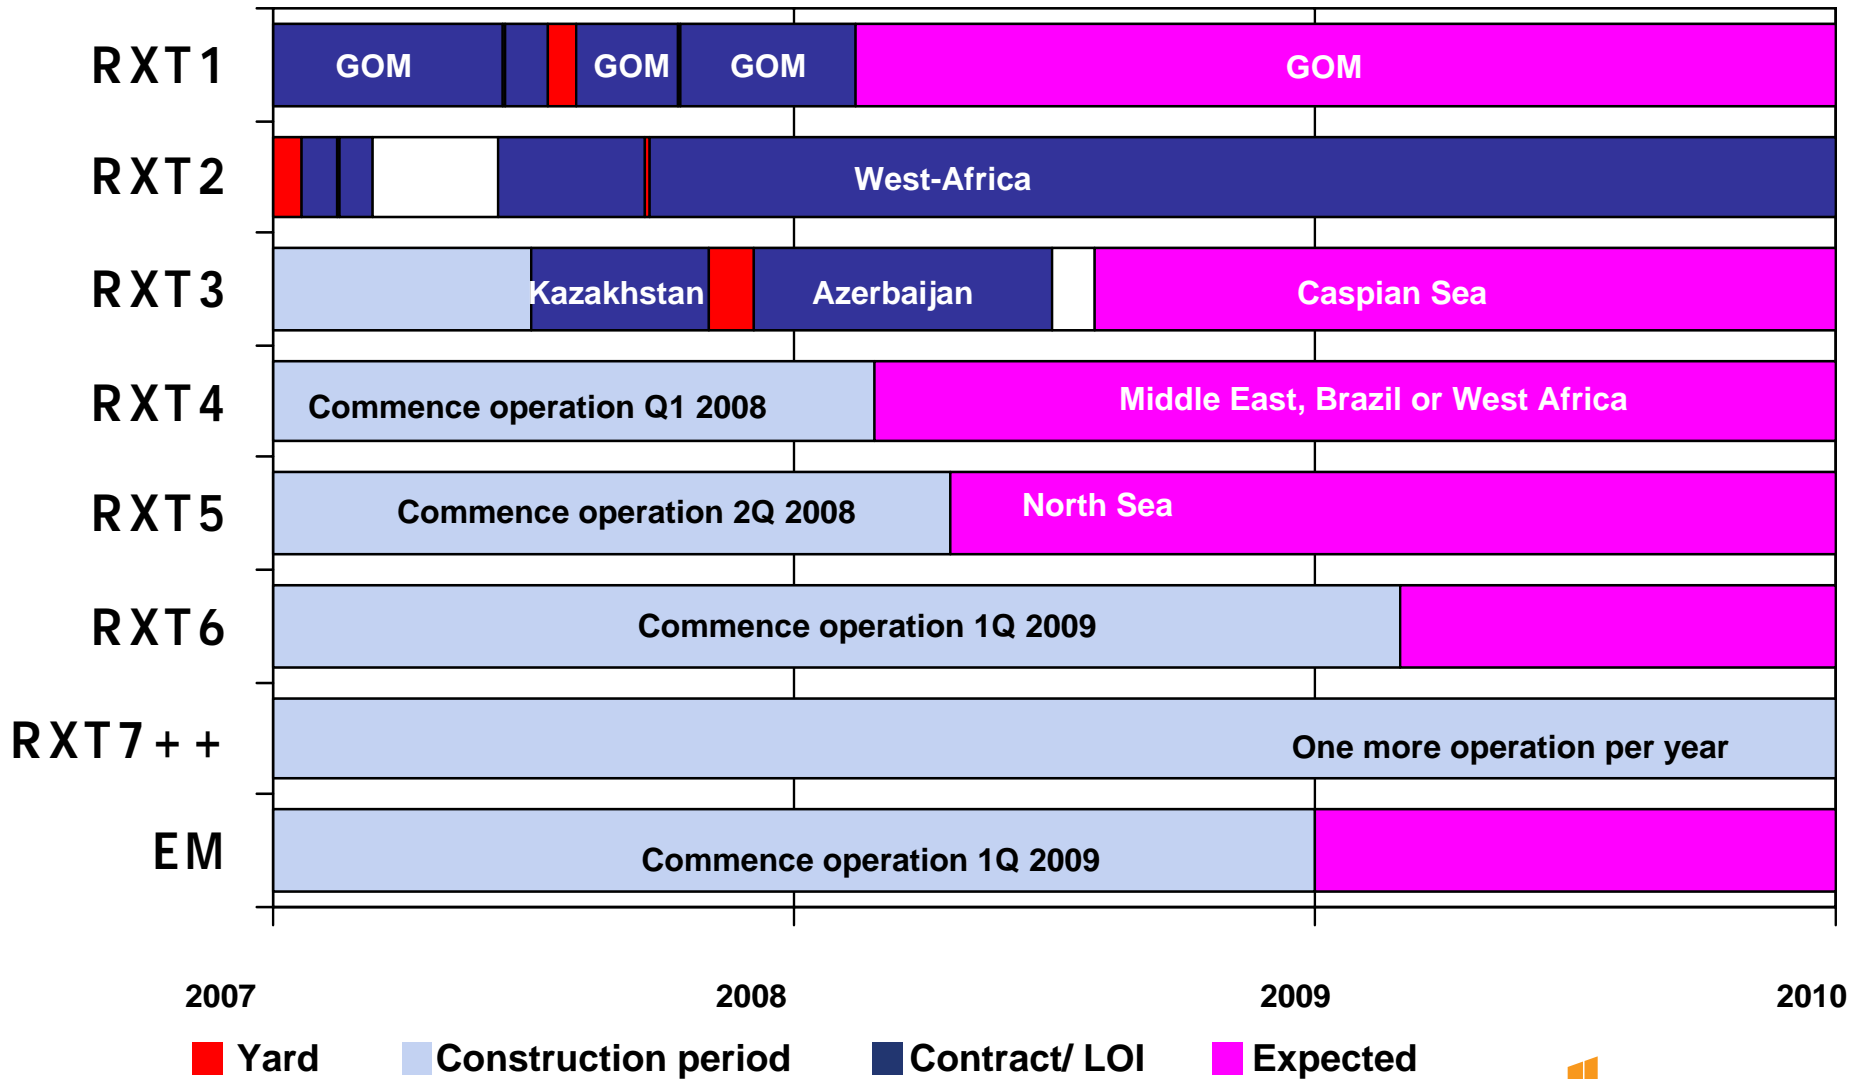 RXT1
GOM
GOM
GOM
GOM
RXT2
West-Africa
RXT3
Kazakhstan
Azerbaijan
Caspian Sea
RXT4
Commence operation Q1 2008
Middle East, Brazil or West Africa
RXT5
Commence operation 2Q 2008
North Sea
RXT6
Commence operation 1Q 2009
RXT7++
One more operation per year
EM
Commence operation 1Q 2009
2007
2008
2009
2010
Yard
Construction period
Contract/ LOI
Expected